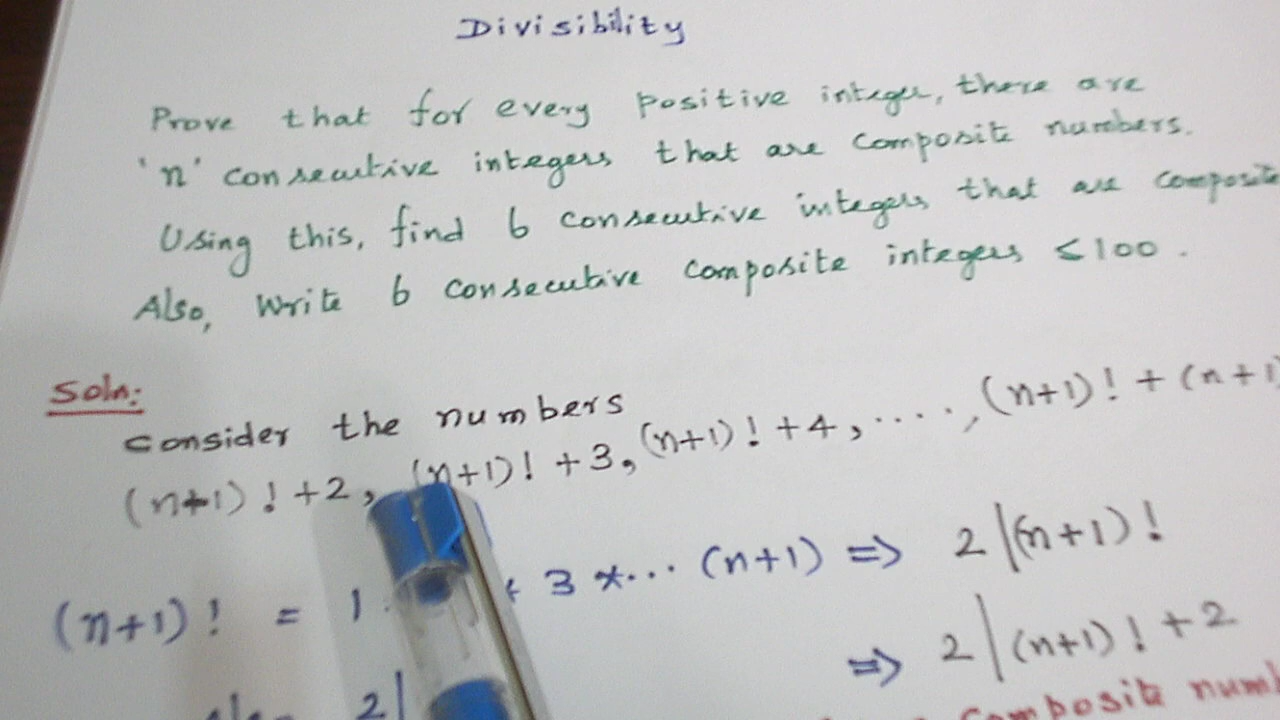 Divisibility
Prove that for every positive integer, there are
'n' consecutive integers that are composite numbers.
Using this, find 6 consecutive integers that are composite
Also, write 6 consecutive composite integers ≤ 100.
Soln:
Consider the numbers
(n+1)! +2, (n+1)! +3, (n+1)! +4, ...., (n+1)! + (n+1)
(n+1)! = 1 3 *... (n+1) => 2 | (n+1)!
=> 2 | (n+1)! +2
2 | composite